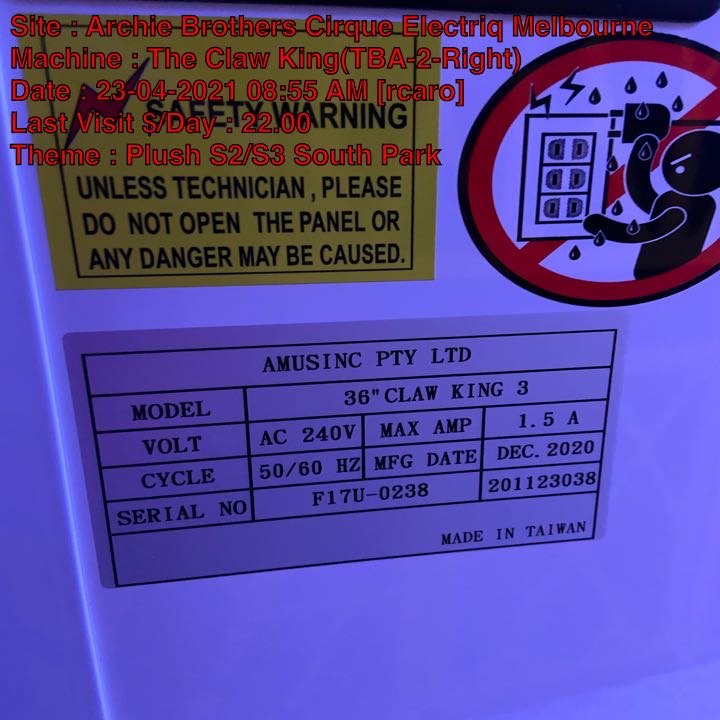 Site : Archie Brothers Cirque Electriq Melbourne
Machine : The Claw King(TBA-2-Right)
Date : 23-04-2021 08:55 AM [rcaro]
Last Visit $/Day : 22.00
Theme : Plush S2/S3 South Park
SAFETY WARNING
UNLESS TECHNICIAN , PLEASE
DO NOT OPEN THE PANEL OR
ANY DANGER MAY BE CAUSED.
AMUSINC PTY LTD
MODEL 36"CLAW KING 3
VOLT AC 240V MAX AMP 1.5 A
CYCLE 50/60 HZ MFG DATE DEC.2020
SERIAL NO F17U-0238 201123038
MADE IN TAIWAN